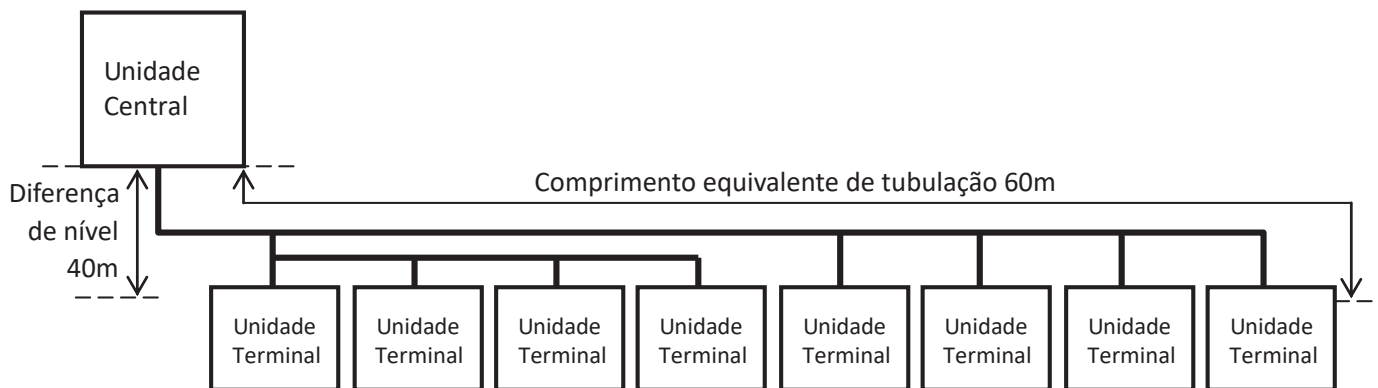 Unidade
Central
Diferença
de nível
40m
Comprimento equivalente de tubulação 60m
Unidade
Terminal
Unidade
Terminal
Unidade
Terminal
Unidade
Terminal
Unidade
Terminal
Unidade
Terminal
Unidade
Terminal
Unidade
Terminal